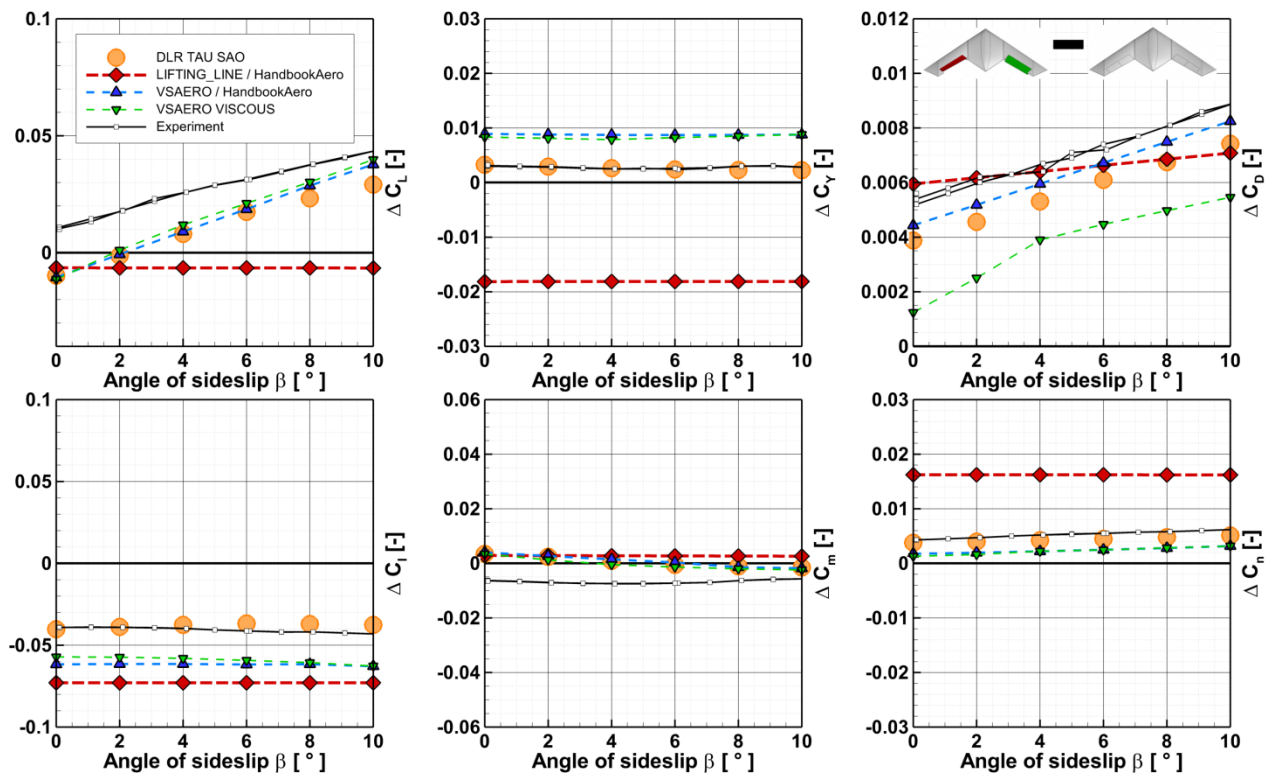 0.1
0.05
0
Δ C_L [-]
DLR TAU SAO
LIFTING_LINE / HandbookAero
VSAERO / HandbookAero
VSAERO VISCOUS
Experiment
0 2 4 6 8 10
Angle of sideslip β [ ° ]
0.03
0.02
0.01
0
-0.01
-0.02
-0.03
Δ C_Y [-]
0 2 4 6 8 10
Angle of sideslip β [ ° ]
0.012
0.01
0.008
0.006
0.004
0.002
0
Δ C_D [-]
0 2 4 6 8 10
Angle of sideslip β [ ° ]
0.1
0.05
0
-0.05
-0.1
Δ C_l [-]
0 2 4 6 8 10
Angle of sideslip β [ ° ]
0.06
0.04
0.02
0
-0.02
-0.04
-0.06
Δ C_m [-]
0 2 4 6 8 10
Angle of sideslip β [ ° ]
0.03
0.02
0.01
0
-0.01
-0.02
-0.03
Δ C_n [-]
0 2 4 6 8 10
Angle of sideslip β [ ° ]